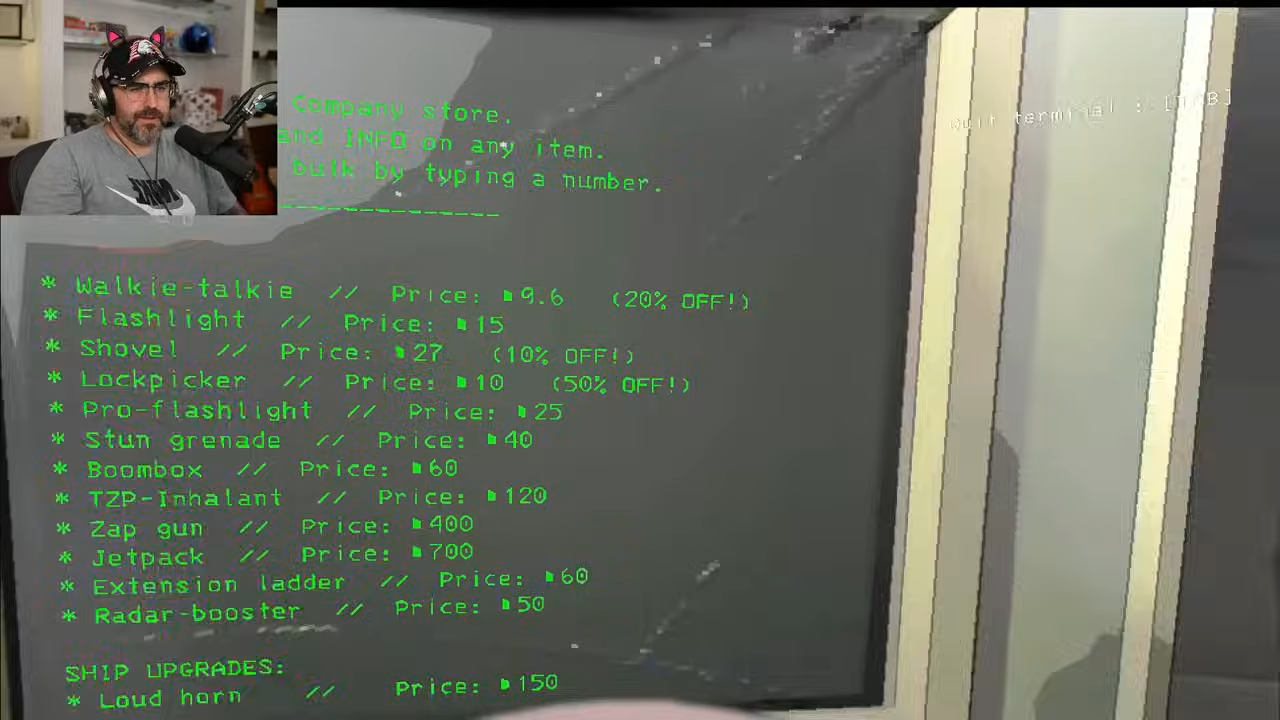 Company store.
and INFO on any item.
bulk by typing a number.
--------------
Quit terminal : [TAB]
* Walkie-talkie // Price: ■9.6 (20% OFF!)
* Flashlight // Price: ■15
* Shovel // Price: ■27 (10% OFF!)
* Lockpicker // Price: ■10 (50% OFF!)
* Pro-flashlight // Price: ■25
* Stun grenade // Price: ■40
* Boombox // Price: ■60
* TZP-Inhalant // Price: ■120
* Zap gun // Price: ■400
* Jetpack // Price: ■700
* Extension ladder // Price: ■60
* Radar-booster // Price: ■50
SHIP UPGRADES:
* Loud horn // Price: ■150